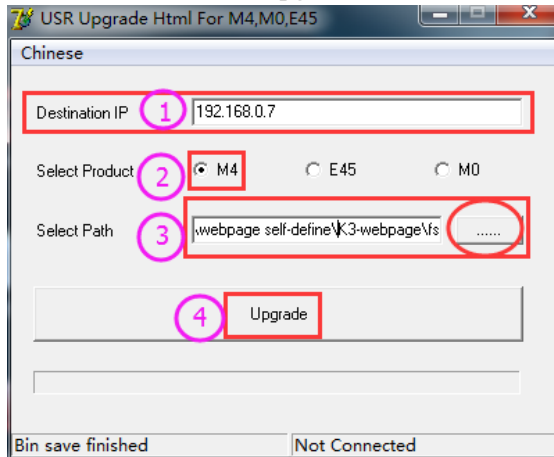 USR Upgrade Html For M4,M0,E45
Chinese
Destination IP 1 192.168.0.7
Select Product 2 M4 E45 M0
Select Path 3 \webpage self-define\K3-webpage\fs ......
4 Upgrade
Bin save finished Not Connected